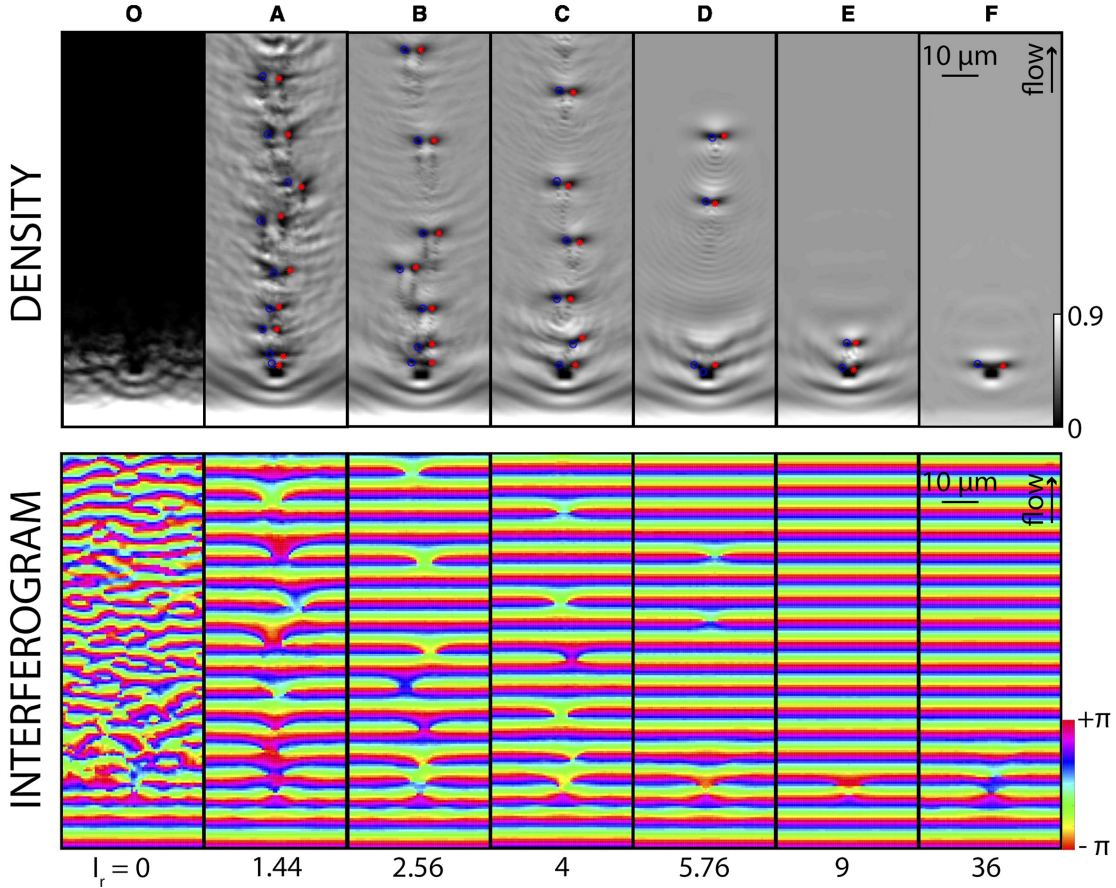 O A B C D E F
DENSITY
10 µm
flow
0.9
0
INTERFEROGRAM
10 µm
flow
+π
- π
Ir = 0 1.44 2.56 4 5.76 9 36